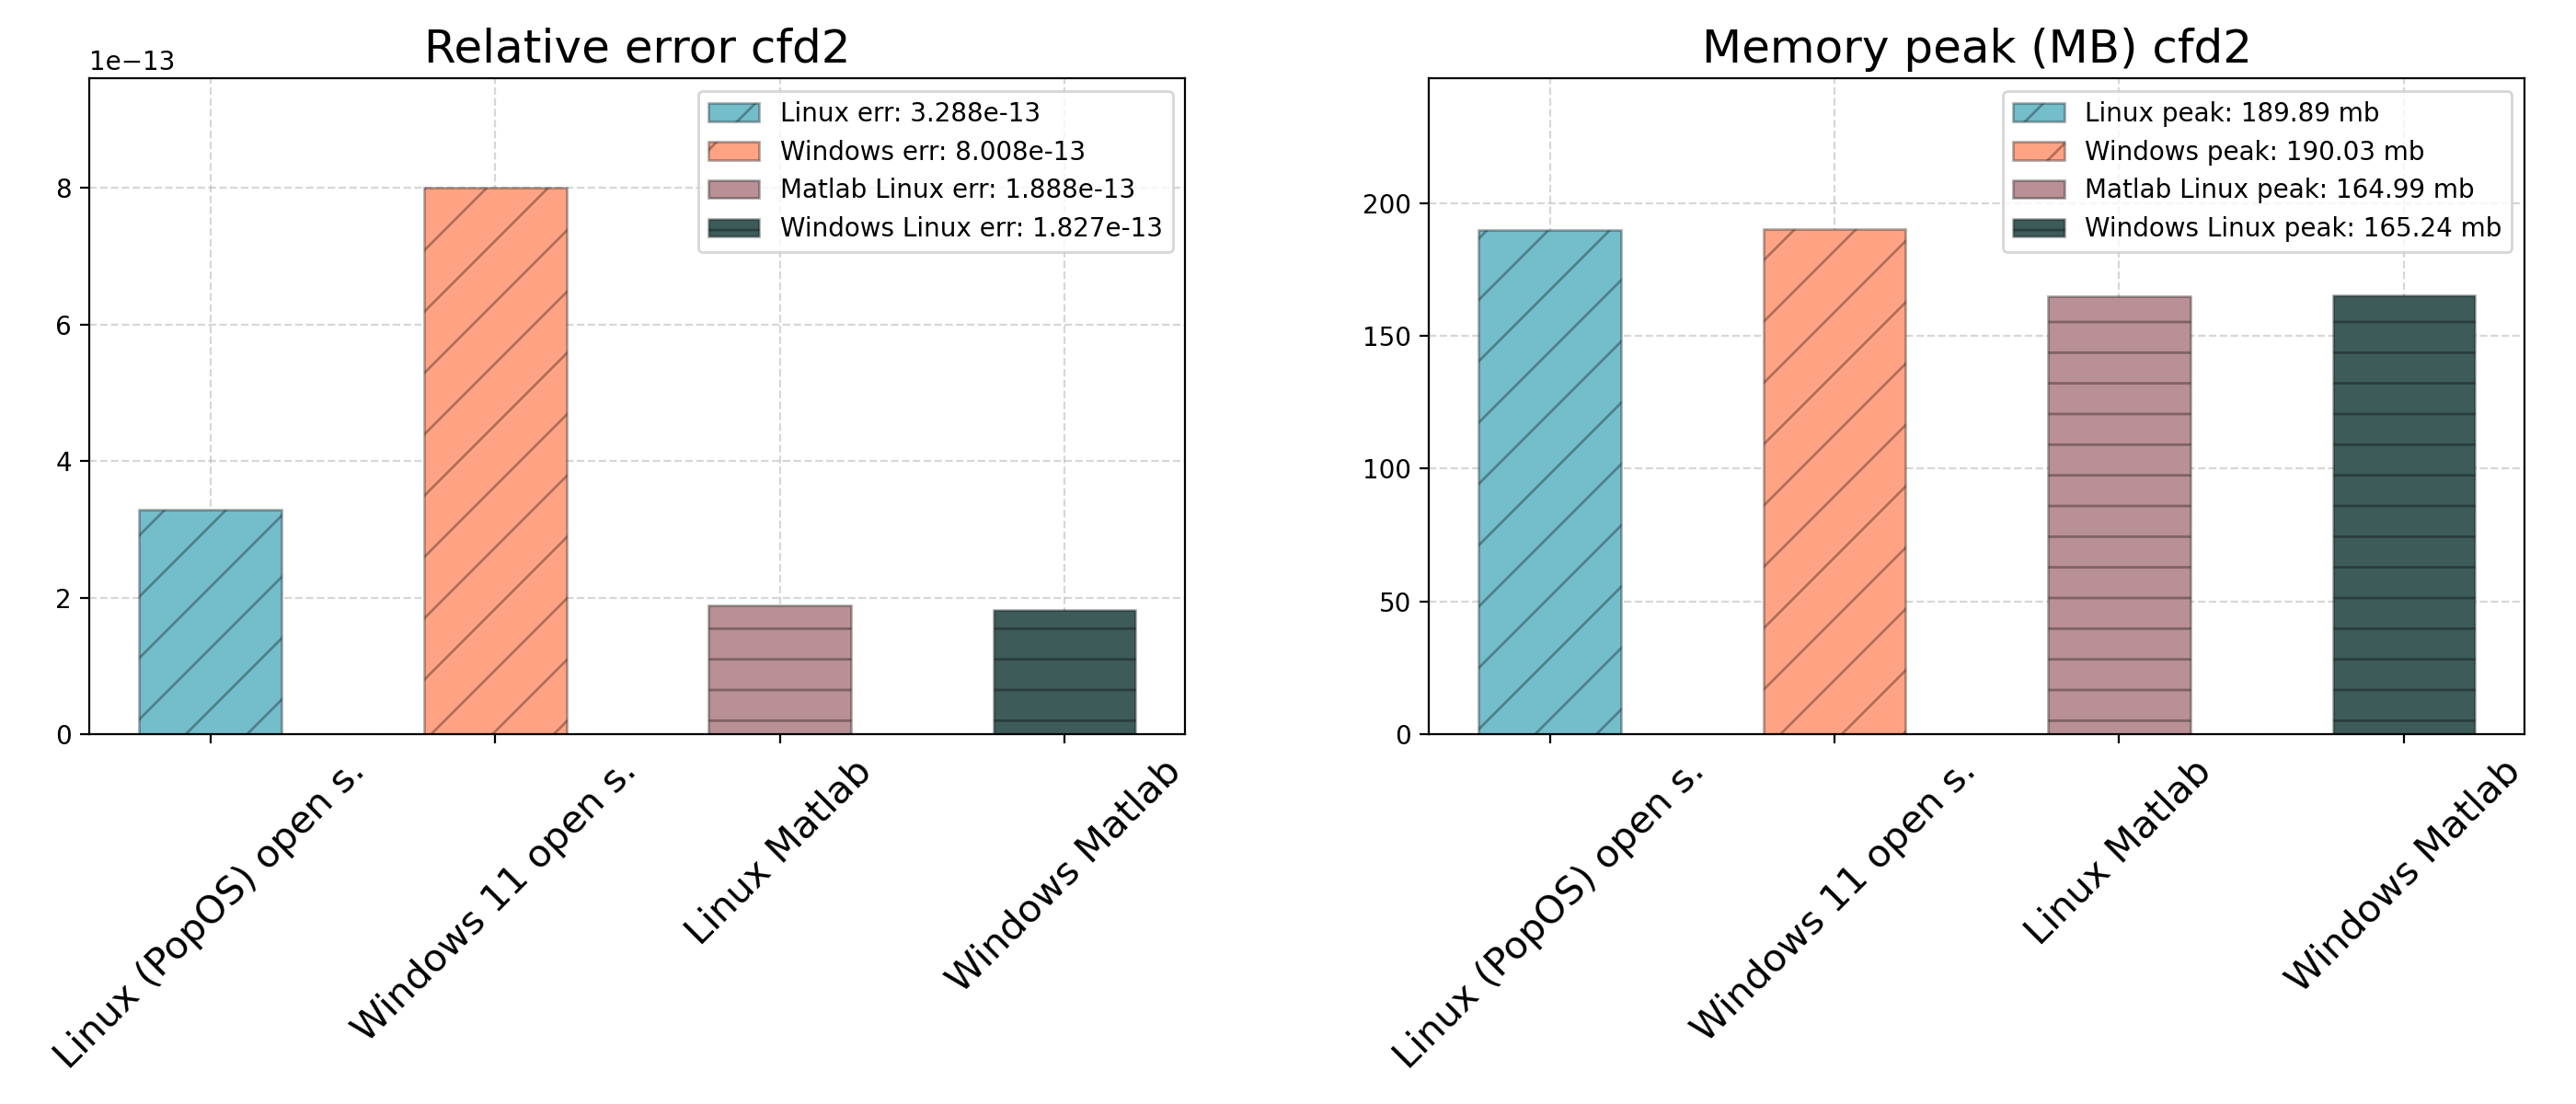 Relative error cfd2
1e−13
8
6
4
2
0
Linux err: 3.288e-13
Windows err: 8.008e-13
Matlab Linux err: 1.888e-13
Windows Linux err: 1.827e-13
Linux (PopOS) open s.
Windows 11 open s.
Linux Matlab
Windows Matlab
Memory peak (MB) cfd2
200
150
100
50
0
Linux peak: 189.89 mb
Windows peak: 190.03 mb
Matlab Linux peak: 164.99 mb
Windows Linux peak: 165.24 mb
Linux (PopOS) open s.
Windows 11 open s.
Linux Matlab
Windows Matlab